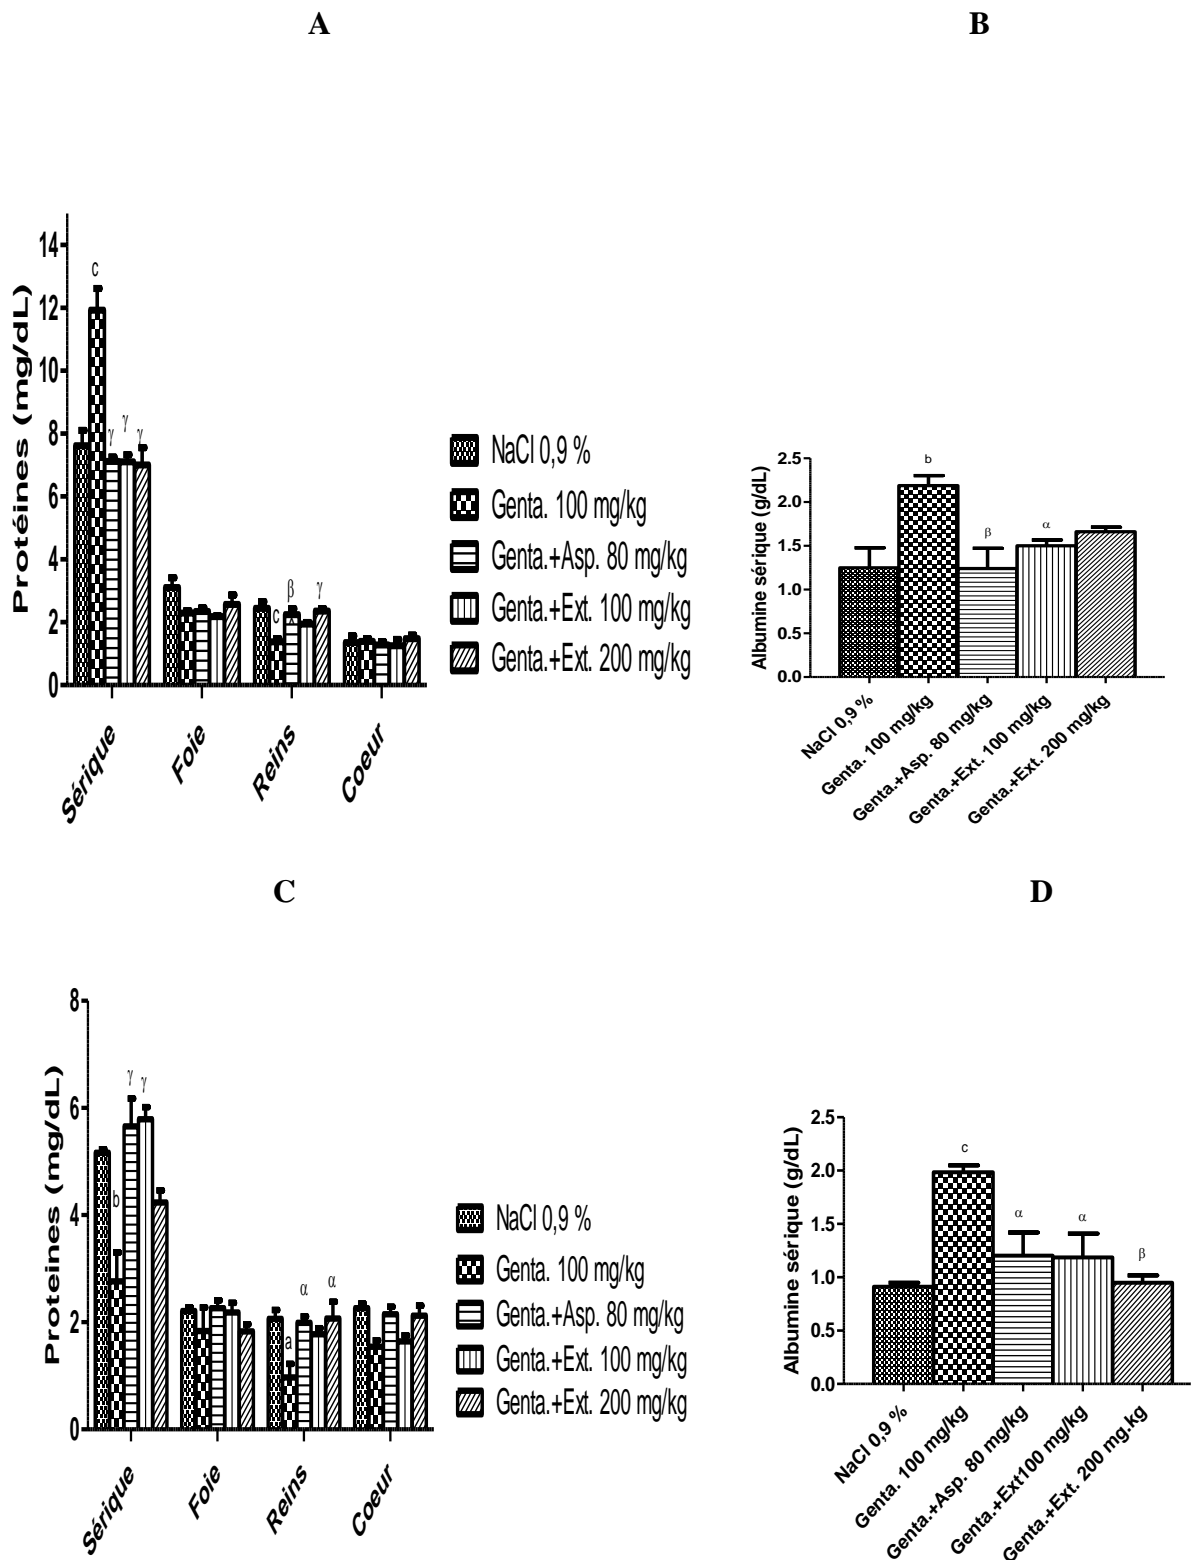 A
B
Protéines (mg/dL)
14
12
10
8
6
4
2
0
c
γ
γ
γ
c
β
γ
Sérique
Foie
Reins
Coeur
NaCl 0,9 %
Genta. 100 mg/kg
Genta.+Asp. 80 mg/kg
Genta.+Ext. 100 mg/kg
Genta.+Ext. 200 mg/kg
Albumine sérique (g/dL)
2.5
2.0
1.5
1.0
0.5
0.0
b
β
α
NaCl 0,9 %
Genta. 100 mg/kg
Genta.+Asp. 80 mg/kg
Genta.+Ext. 100 mg/kg
Genta.+Ext. 200 mg/kg
C
D
Proteines (mg/dL)
8
6
4
2
0
b
γ
γ
a
α
α
Sérique
Foie
Reins
Coeur
NaCl 0,9 %
Genta. 100 mg/kg
Genta.+Asp. 80 mg/kg
Genta.+Ext. 100 mg/kg
Genta.+Ext. 200 mg/kg
Albumine sérique (g/dL)
2.5
2.0
1.5
1.0
0.5
0.0
c
α
α
β
NaCl 0,9 %
Genta. 100 mg/kg
Genta.+Asp. 80 mg/kg
Genta.+Ext100 mg/kg
Genta.+Ext. 200 mg.kg